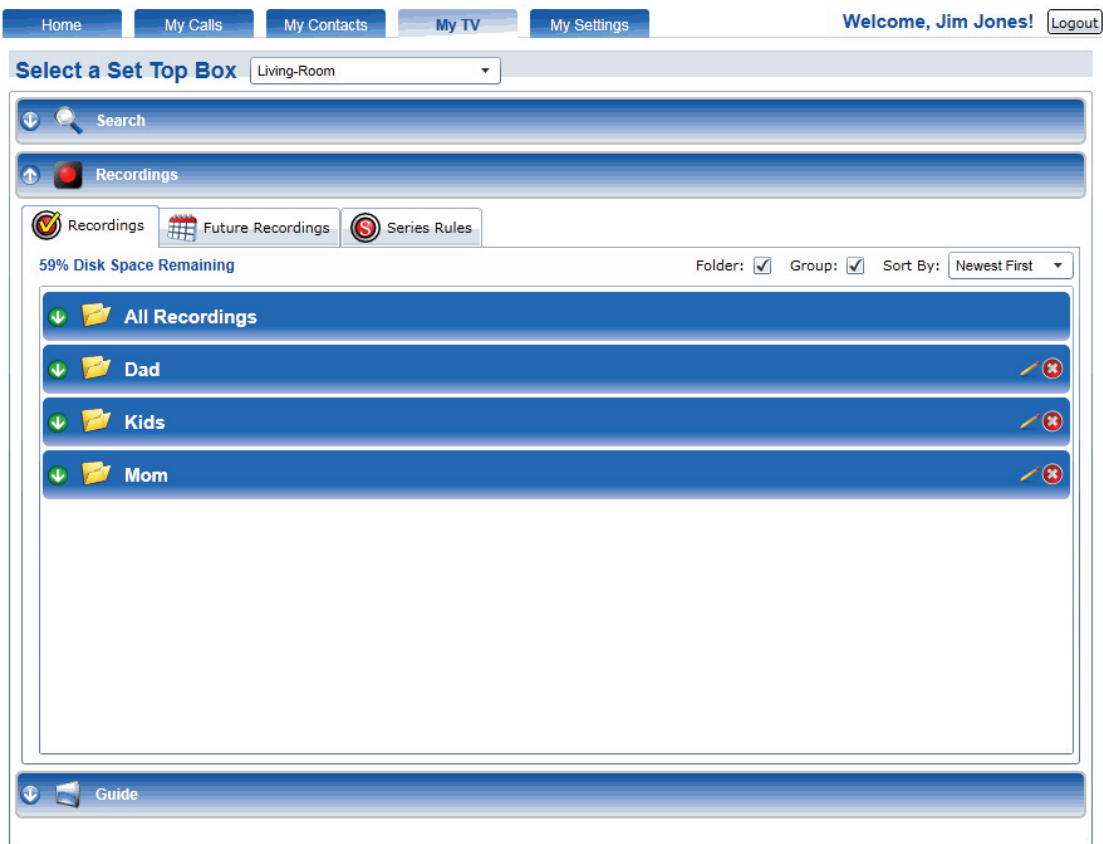 Home My Calls My Contacts My TV My Settings Welcome, Jim Jones! Logout
Select a Set Top Box Living-Room
Search
Recordings
Recordings Future Recordings S Series Rules
59% Disk Space Remaining Folder: Group: Sort By: Newest First
All Recordings
Dad
Kids
Mom
Guide